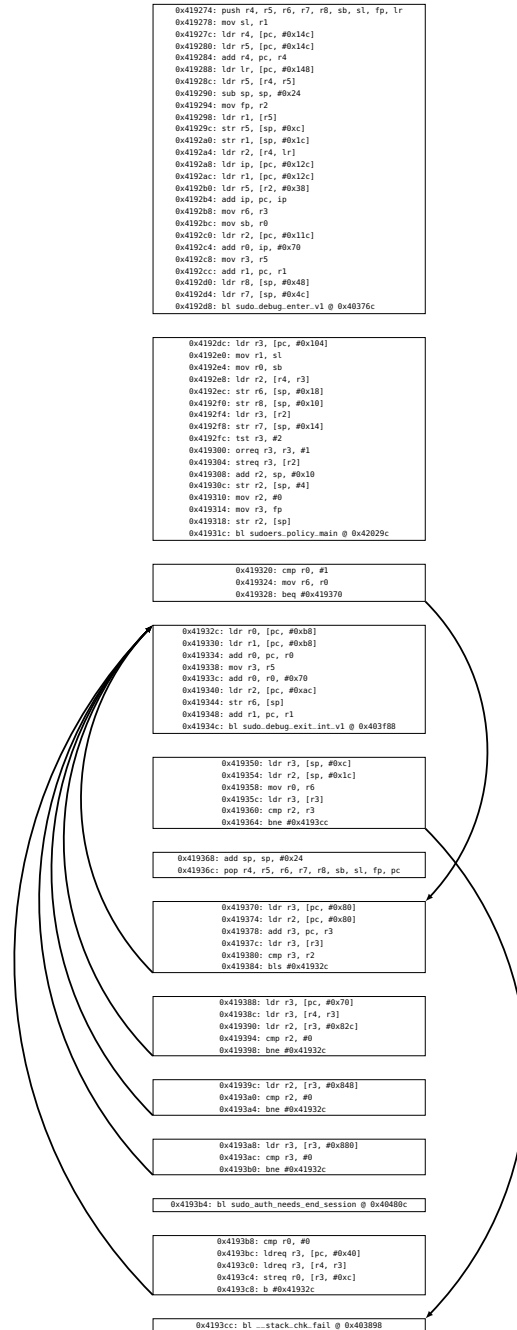 0x419274: push r4, r5, r6, r7, r8, sb, sl, fp, lr
0x419278: mov sl, r1
0x41927c: ldr r4, [pc, #0x14c]
0x419280: ldr r5, [pc, #0x14c]
0x419284: add r4, pc, r4
0x419288: ldr lr, [pc, #0x148]
0x41928c: ldr r5, [r4, r5]
0x419290: sub sp, sp, #0x24
0x419294: mov fp, r2
0x419298: ldr r1, [r5]
0x41929c: str r5, [sp, #0xc]
0x4192a0: str r1, [sp, #0x1c]
0x4192a4: ldr r2, [r4, lr]
0x4192a8: ldr ip, [pc, #0x12c]
0x4192ac: ldr r1, [pc, #0x12c]
0x4192b0: ldr r5, [r2, #0x38]
0x4192b4: add ip, pc, ip
0x4192b8: mov r6, r3
0x4192bc: mov sb, r0
0x4192c0: ldr r2, [pc, #0x11c]
0x4192c4: add r0, ip, #0x70
0x4192c8: mov r3, r5
0x4192cc: add r1, pc, r1
0x4192d0: ldr r8, [sp, #0x48]
0x4192d4: ldr r7, [sp, #0x4c]
0x4192d8: bl sudo_debug_enter_v1 @ 0x40376c
0x4192dc: ldr r3, [pc, #0x104]
0x4192e0: mov r1, sl
0x4192e4: mov r0, sb
0x4192e8: ldr r2, [r4, r3]
0x4192ec: str r6, [sp, #0x18]
0x4192f0: str r8, [sp, #0x10]
0x4192f4: ldr r3, [r2]
0x4192f8: str r7, [sp, #0x14]
0x4192fc: tst r3, #2
0x419300: orreq r3, r3, #1
0x419304: streq r3, [r2]
0x419308: add r2, sp, #0x10
0x41930c: str r2, [sp, #4]
0x419310: mov r2, #0
0x419314: mov r3, fp
0x419318: str r2, [sp]
0x41931c: bl sudoers_policy_main @ 0x42029c
0x419320: cmp r0, #1
0x419324: mov r6, r0
0x419328: beq #0x419370
0x41932c: ldr r0, [pc, #0xb8]
0x419330: ldr r1, [pc, #0xb8]
0x419334: add r0, pc, r0
0x419338: mov r3, r5
0x41933c: add r0, r0, #0x70
0x419340: ldr r2, [pc, #0xac]
0x419344: str r6, [sp]
0x419348: add r1, pc, r1
0x41934c: bl sudo_debug_exit_int_v1 @ 0x403f88
0x419350: ldr r3, [sp, #0xc]
0x419354: ldr r2, [sp, #0x1c]
0x419358: mov r0, r6
0x41935c: ldr r3, [r3]
0x419360: cmp r2, r3
0x419364: bne #0x4193cc
0x419368: add sp, sp, #0x24
0x41936c: pop r4, r5, r6, r7, r8, sb, sl, fp, pc
0x419370: ldr r3, [pc, #0x80]
0x419374: ldr r2, [pc, #0x80]
0x419378: add r3, pc, r3
0x41937c: ldr r3, [r3]
0x419380: cmp r3, r2
0x419384: bls #0x41932c
0x419388: ldr r3, [pc, #0x70]
0x41938c: ldr r3, [r4, r3]
0x419390: ldr r2, [r3, #0x82c]
0x419394: cmp r2, #0
0x419398: bne #0x41932c
0x41939c: ldr r2, [r3, #0x848]
0x4193a0: cmp r2, #0
0x4193a4: bne #0x41932c
0x4193a8: ldr r3, [r3, #0x880]
0x4193ac: cmp r3, #0
0x4193b0: bne #0x41932c
0x4193b4: bl sudo_auth_needs_end_session @ 0x40480c
0x4193b8: cmp r0, #0
0x4193bc: ldreq r3, [pc, #0x40]
0x4193c0: ldreq r3, [r4, r3]
0x4193c4: streq r0, [r3, #0xc]
0x4193c8: b #0x41932c
0x4193cc: bl __stack_chk_fail @ 0x403898